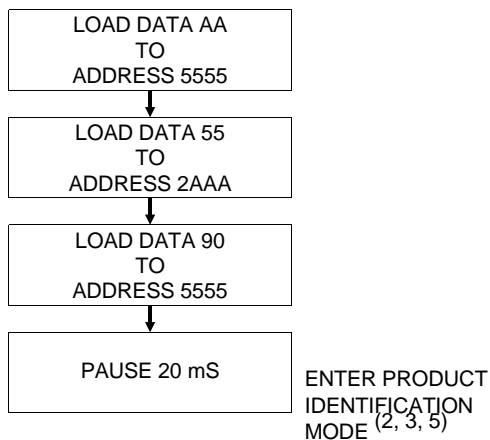 LOAD DATA AA
TO
ADDRESS 5555
LOAD DATA 55
TO
ADDRESS 2AAA
LOAD DATA 90
TO
ADDRESS 5555
PAUSE 20 mS
ENTER PRODUCT
IDENTIFICATION
MODE (2, 3, 5)